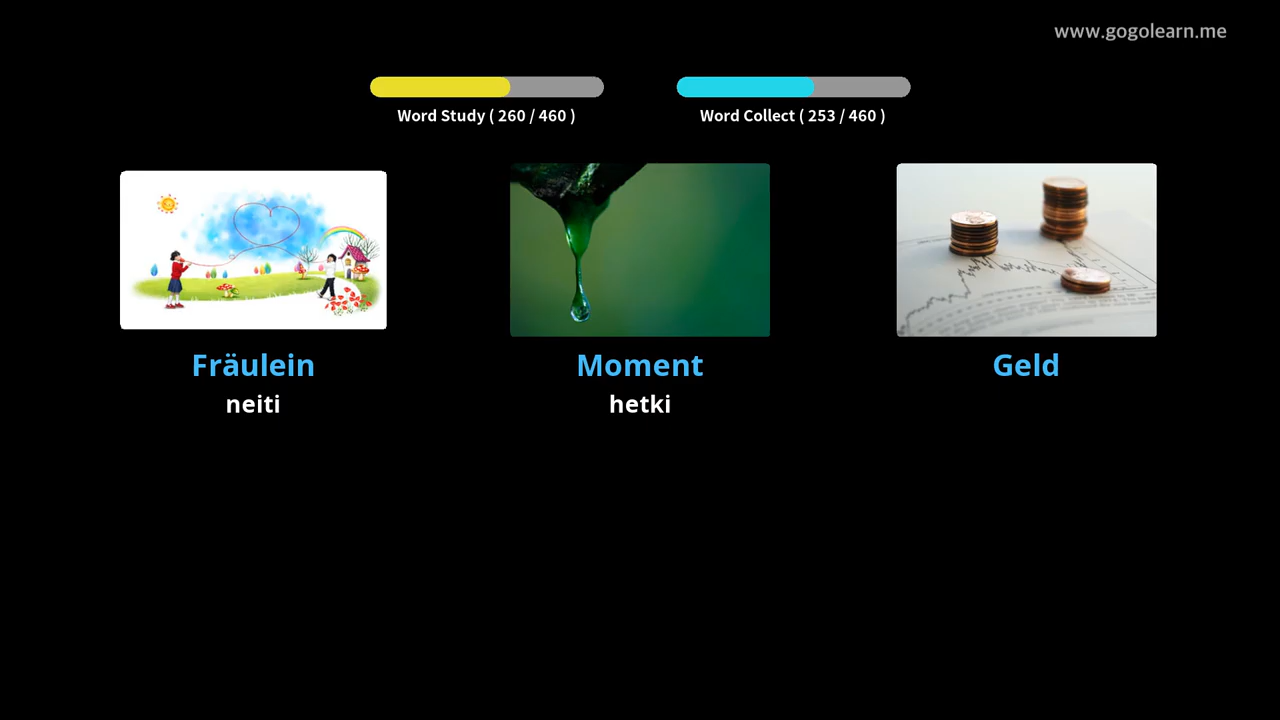 www.gogolearn.me
Word Study ( 260 / 460 )
Word Collect ( 253 / 460 )
Fräulein
neiti
Moment
hetki
Geld